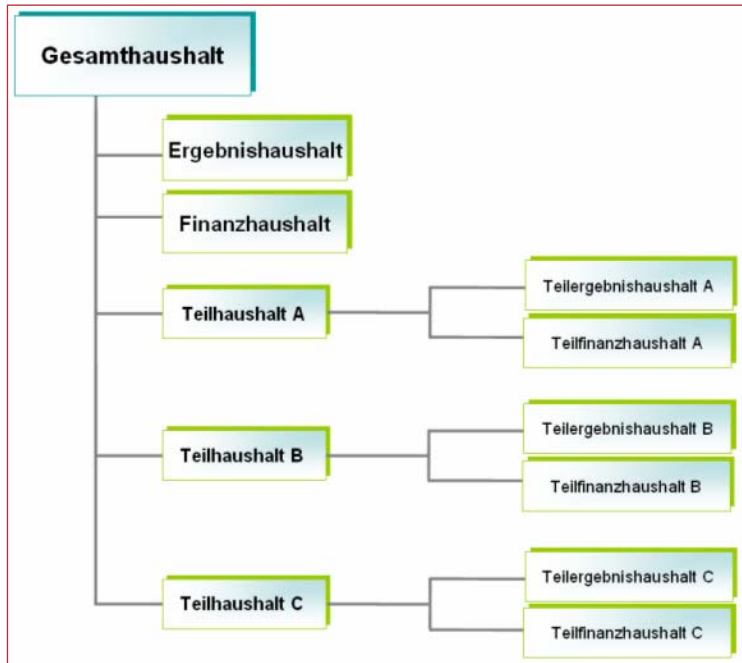 Gesamthaushalt
Ergebnishaushalt
Finanzhaushalt
Teilhaushalt A
Teilergebnishaushalt A
Teilfinanzhaushalt A
Teilhaushalt B
Teilergebnishaushalt B
Teilfinanzhaushalt B
Teilhaushalt C
Teilergebnishaushalt C
Teilfinanzhaushalt C